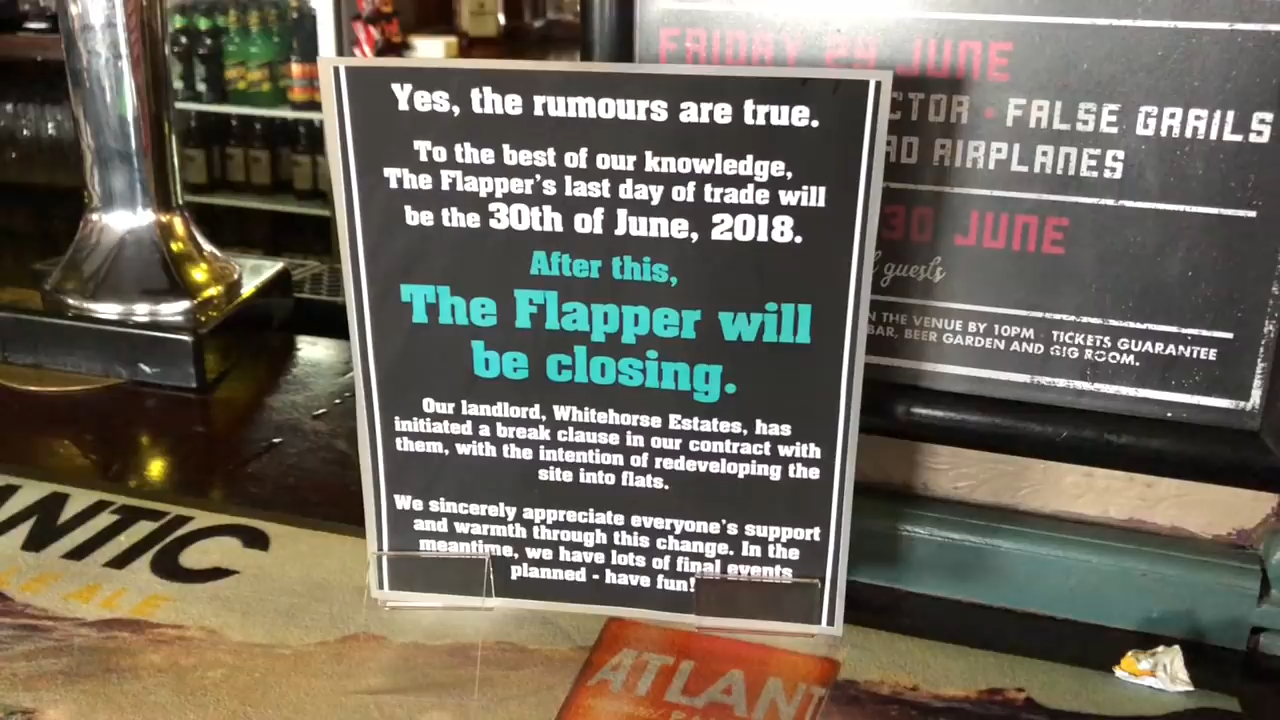 Yes, the rumours are true.
To the best of our knowledge,
The Flapper's last day of trade will
be the 30th of June, 2018.
After this,
The Flapper will
be closing.
Our landlord, Whitehorse Estates, has
initiated a break clause in our contract with
them, with the intention of redeveloping the
site into flats.
We sincerely appreciate everyone's support
and warmth through this change. In the
meantime, we have lots of final events
planned - have fun!
FRIDAY 29 JUNE
CTOR • FALSE GRAILS
AD AIRPLANES
30 JUNE
guests
N THE VENUE BY 10PM · TICKETS GUARANTEE
BAR, BEER GARDEN AND GIG ROOM.
NTIC
LE ALE
ATLANT